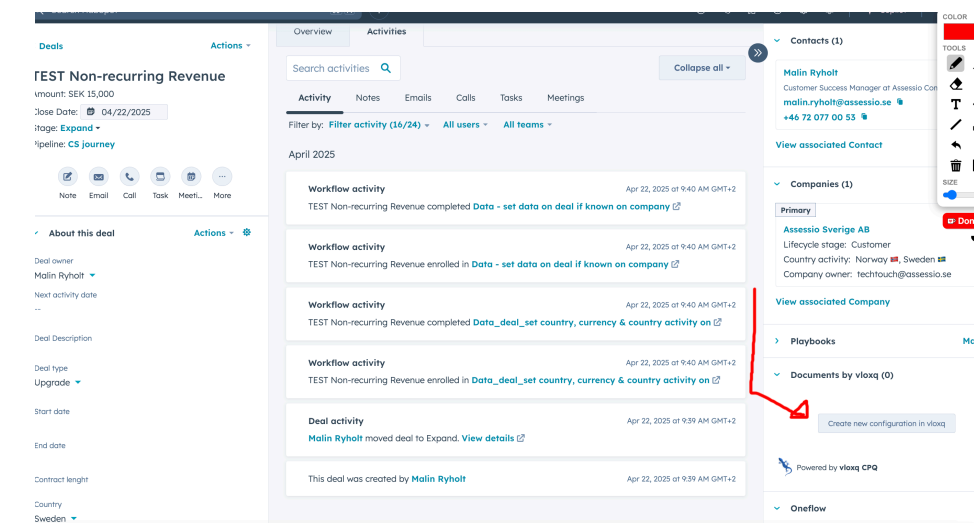 COLOR
TOOLS
T
SIZE
Deals
Actions
TEST Non-recurring Revenue
Amount: SEK 15,000
Close Date: 04/22/2025
Stage: Expand
Pipeline: CS journey
Note Email Call Task Meeti... More
About this deal
Actions
Deal owner
Malin Ryholt
Next activity date
--
Deal Description
Deal type
Upgrade
Start date
End date
Contract lenght
Country
Sweden
Overview Activities
Search activities
Collapse all
Activity Notes Emails Calls Tasks Meetings
Filter by: Filter activity (16/24) All users All teams
April 2025
Workflow activity Apr 22, 2025 at 9:40 AM GMT+2
TEST Non-recurring Revenue completed Data - set data on deal if known on company
Workflow activity Apr 22, 2025 at 9:40 AM GMT+2
TEST Non-recurring Revenue enrolled in Data - set data on deal if known on company
Workflow activity Apr 22, 2025 at 9:40 AM GMT+2
TEST Non-recurring Revenue completed Data_deal_set country, currency & country activity on
Workflow activity Apr 22, 2025 at 9:40 AM GMT+2
TEST Non-recurring Revenue enrolled in Data_deal_set country, currency & country activity on
Deal activity Apr 22, 2025 at 9:39 AM GMT+2
Malin Ryholt moved deal to Expand. View details
This deal was created by Malin Ryholt Apr 22, 2025 at 9:39 AM GMT+2
Contacts (1)
Malin Ryholt
Customer Success Manager at Assessio Con
malin.ryholt@assessio.se
+46 72 077 00 53
View associated Contact
Companies (1)
Primary
Assessio Sverige AB
Lifecycle stage: Customer
Country activity: Norway 🇳🇴, Sweden 🇸🇪
Company owner: techtouch@assessio.se
View associated Company
Playbooks
Documents by vloxq (0)
Create new configuration in vloxq
Powered by vloxq CPQ
Oneflow